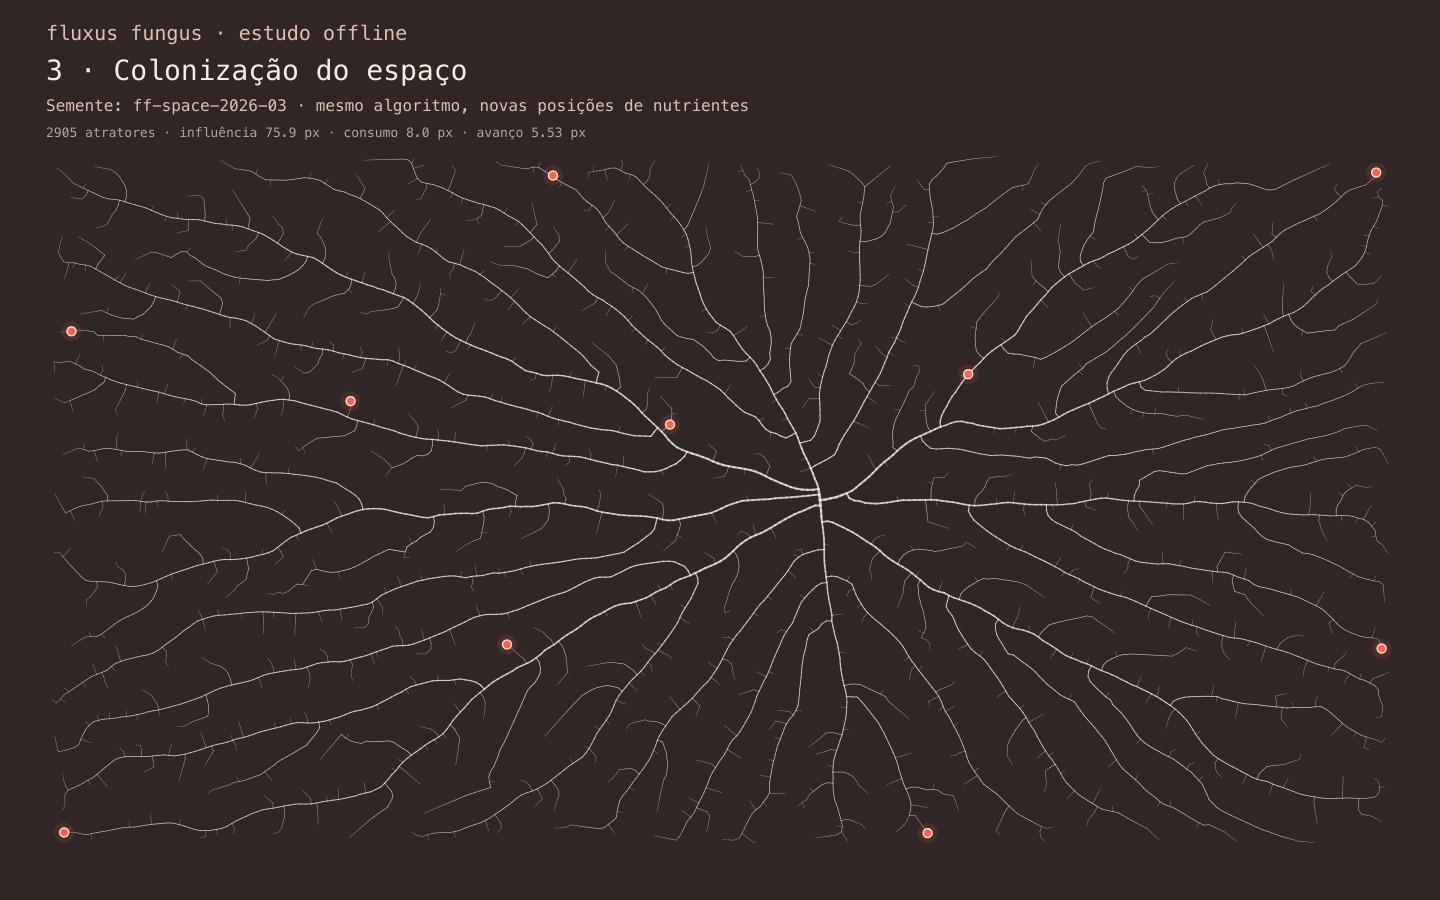 fluxus fungus · estudo offline
3 · Colonização do espaço
Semente: ff-space-2026-03 · mesmo algoritmo, novas posições de nutrientes
2905 atratores · influência 75.9 px · consumo 8.0 px · avanço 5.53 px